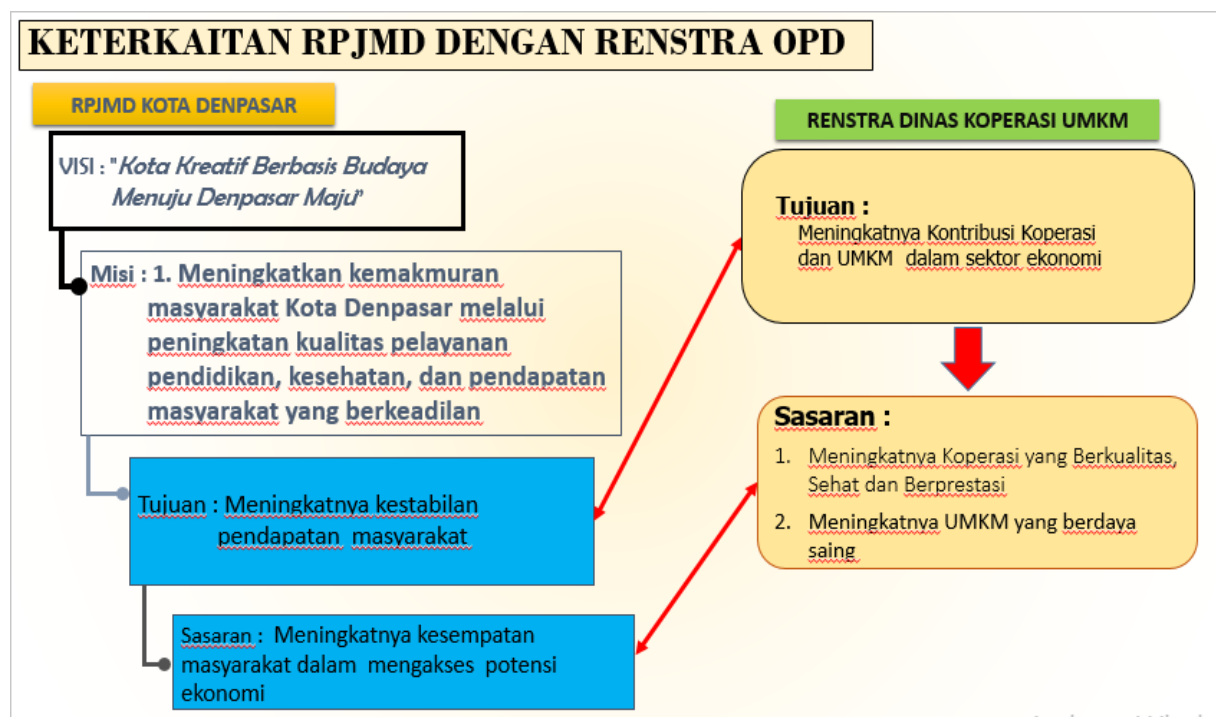 KETERKAITAN RPJMD DENGAN RENSTRA OPD
RPJMD KOTA DENPASAR
VISI : "Kota Kreatif Berbasis Budaya
Menuju Denpasar Maju"
Misi : 1. Meningkatkan kemakmuran
masyarakat Kota Denpasar melalui
peningkatan kualitas pelayanan
pendidikan, kesehatan, dan pendapatan
masyarakat yang berkeadilan
Tujuan : Meningkatnya kestabilan
pendapatan masyarakat
Sasaran : Meningkatnya kesempatan
masyarakat dalam mengakses potensi
ekonomi
RENSTRA DINAS KOPERASI UMKM
Tujuan :
Meningkatnya Kontribusi Koperasi
dan UMKM dalam sektor ekonomi
Sasaran :
1. Meningkatnya Koperasi yang Berkualitas,
Sehat dan Berprestasi
2. Meningkatnya UMKM yang berdaya
saing